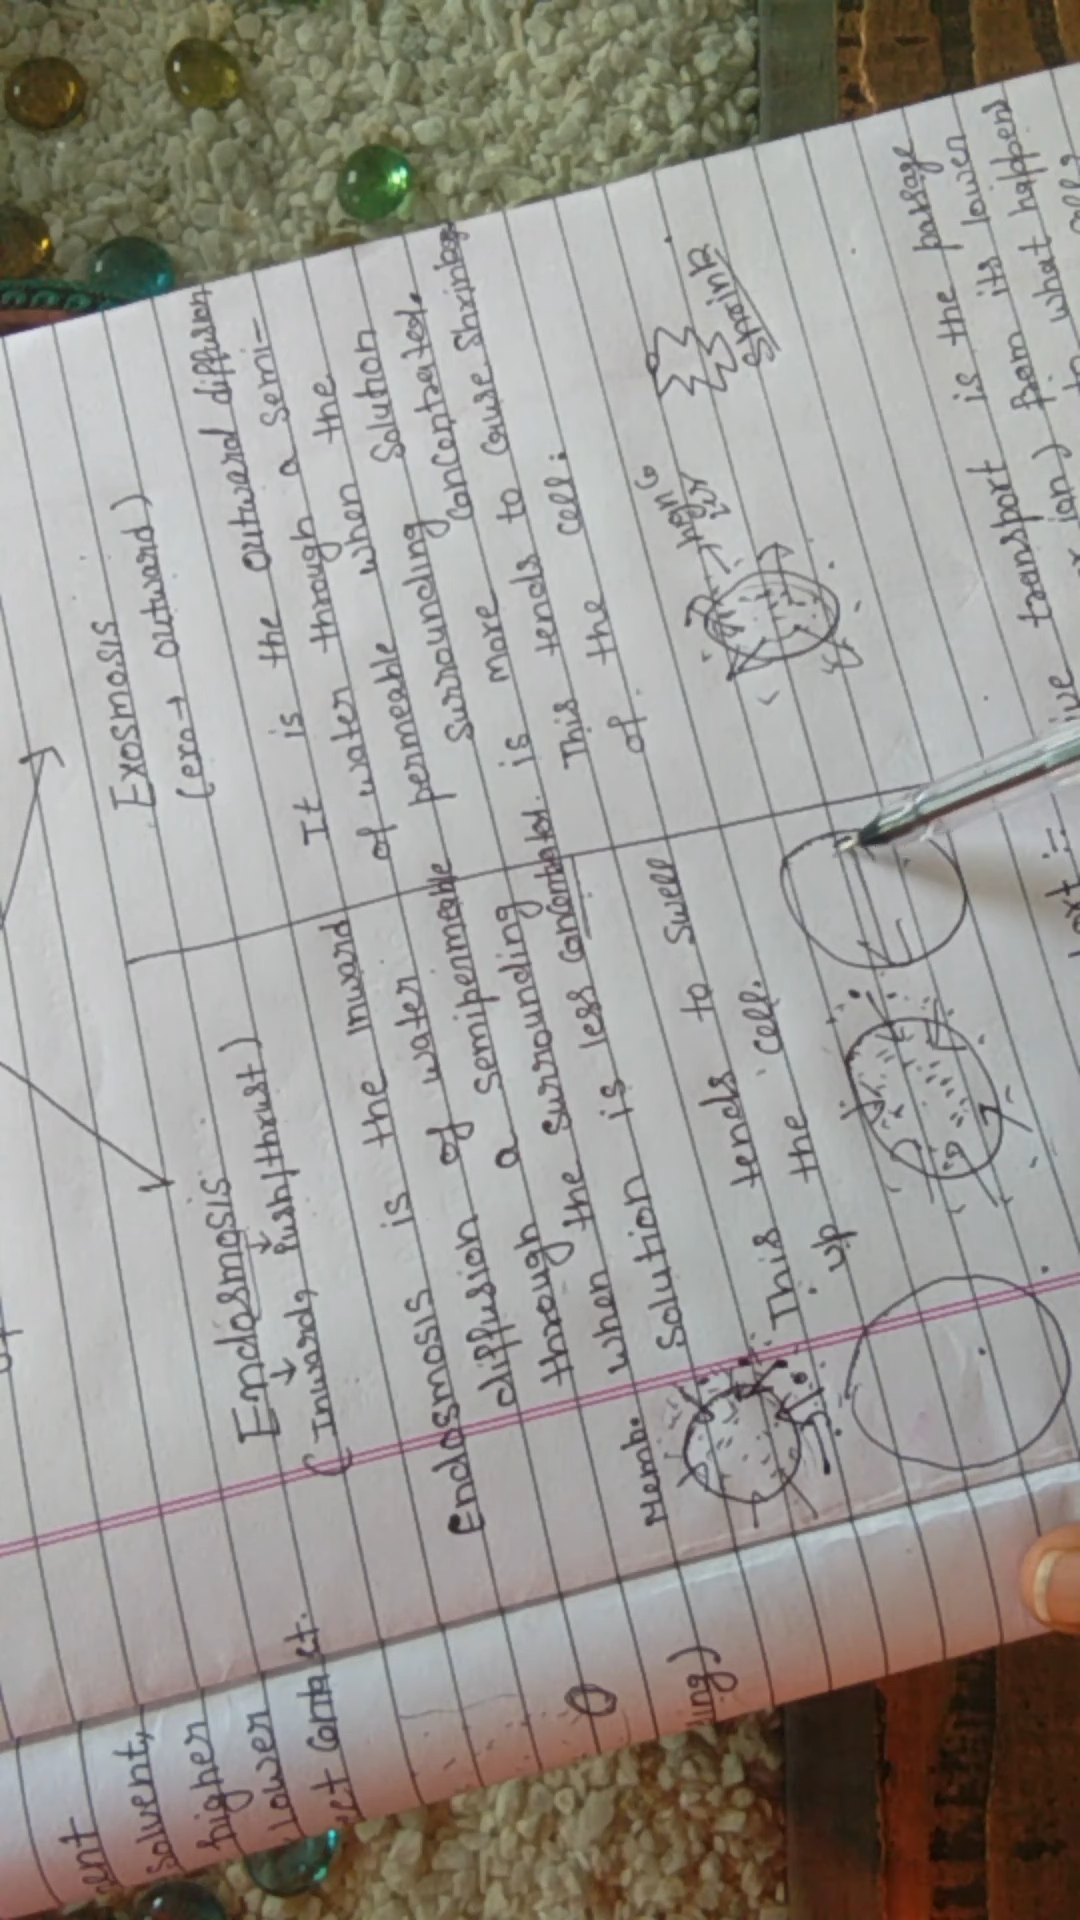 Exosmosis
(exo→ outward)
It is the outward diffusion
of water through a semi-
permeable when the
surrounding solution
is more concentrated.
This tends to cause shrinkage
of the cell.
high
Shrink
Endosmosis
(Inward, Push/thrust)
Endosmosis is the inward
diffusion of water
through a semipermeable
Memb. when the surrounding
Solution is less concentrated.
This tends to swell
up the cell.
transport is the passage
from its lower
what happens
solvent,
higher
lower